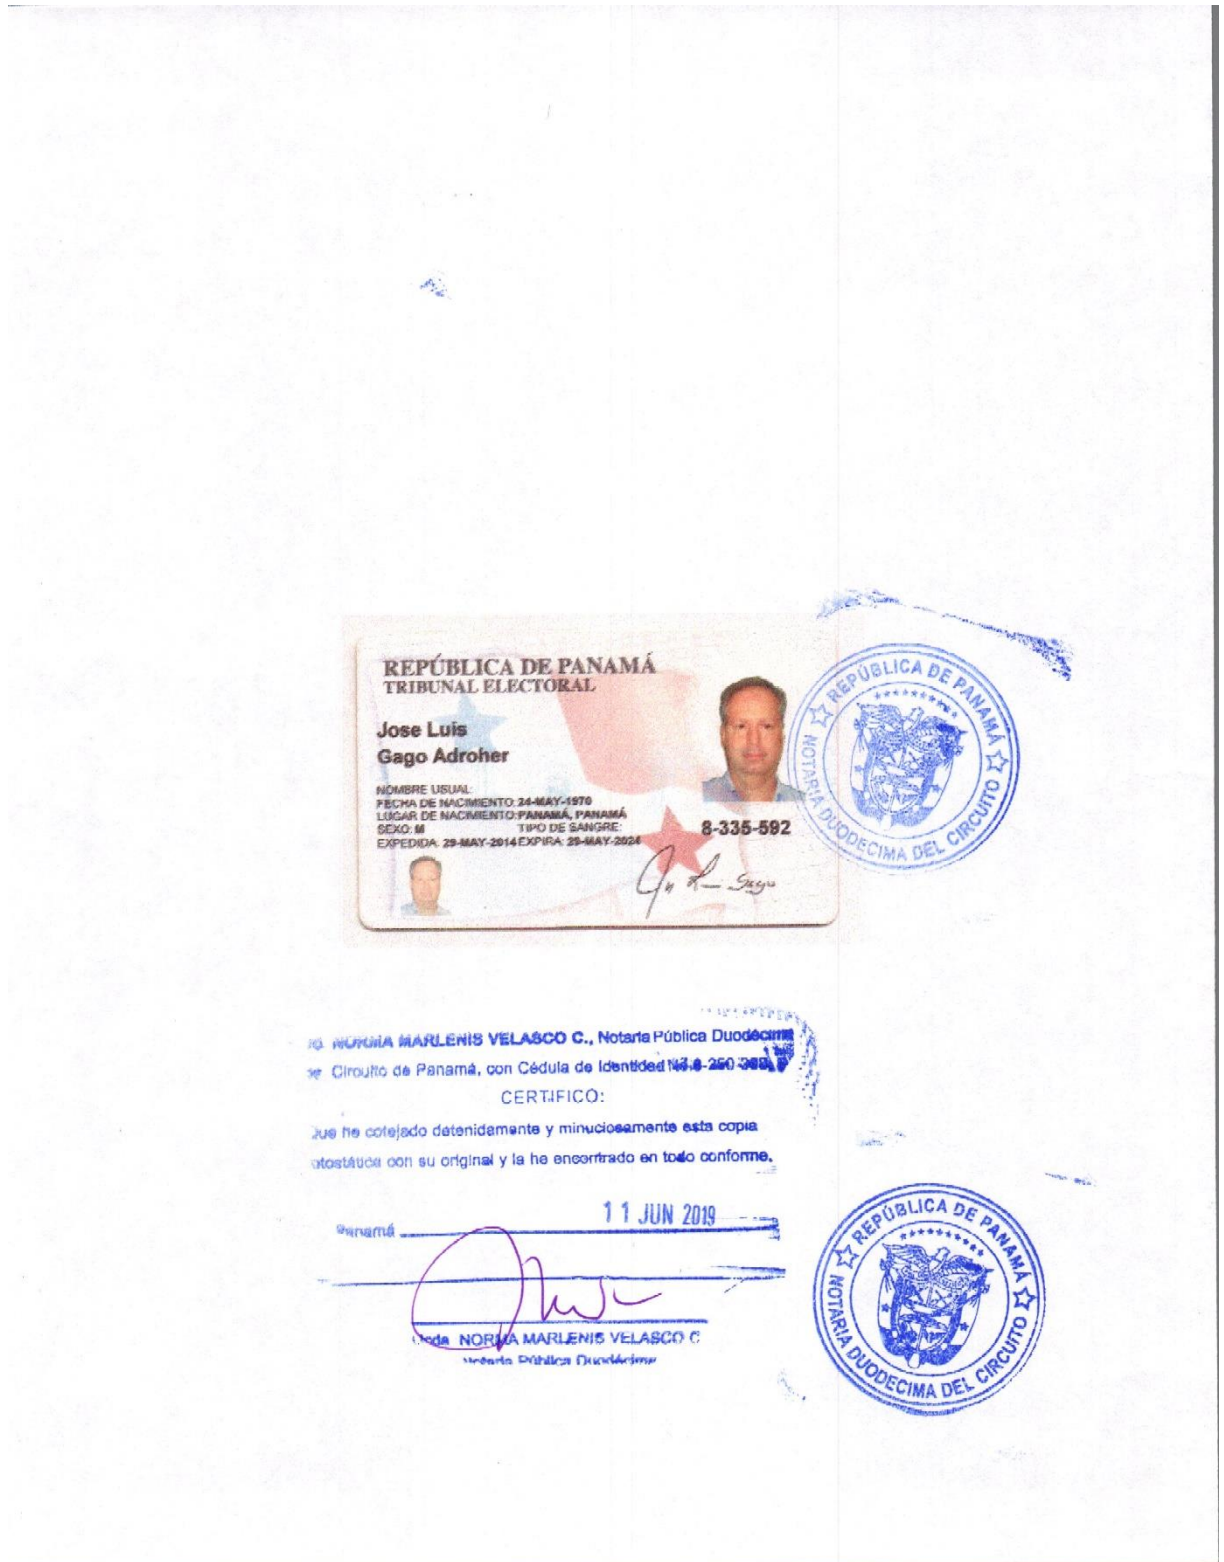 REPÚBLICA DE PANAMÁ
TRIBUNAL ELECTORAL
Jose Luis
Gago Adroher
NOMBRE USUAL:
FECHA DE NACIMIENTO: 24-MAY-1970
LUGAR DE NACIMIENTO: PANAMÁ, PANAMÁ
SEXO: M TIPO DE SANGRE:
EXPEDIDA: 29-MAY-2014 EXPIRA: 29-MAY-2024
8-335-592
REPÚBLICA DE PANAMÁ
NOTARIA DUODECIMA DEL CIRCUITO
NORMA MARLENIS VELASCO C., Notaria Pública Duodécima
Circuito de Panamá, con Cédula de Identidad
CERTIFICO:
que he cotejado detenidamente y minuciosamente esta copia
con su original y la he encontrado en todo conforme.
Panamá 11 JUN 2019
NORMA MARLENIS VELASCO C
Notaria Pública Duodécima
REPÚBLICA DE PANAMÁ
NOTARIA DUODECIMA DEL CIRCUITO